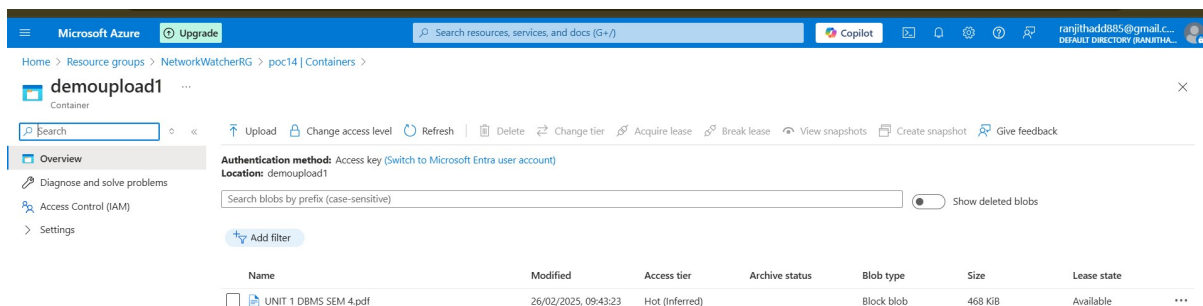 Microsoft Azure Upgrade Search resources, services, and docs (G+/) Copilot ranjithadd885@gmail.c...
DEFAULT DIRECTORY (RANJITHA...
Home > Resource groups > NetworkWatcherRG > poc14 | Containers >
demoupload1 ...
Container
Search
Upload Change access level Refresh Delete Change tier Acquire lease Break lease View snapshots Create snapshot Give feedback
Overview
Diagnose and solve problems
Access Control (IAM)
Settings
Authentication method: Access key (Switch to Microsoft Entra user account)
Location: demoupload1
Search blobs by prefix (case-sensitive) Show deleted blobs
Add filter
Name Modified Access tier Archive status Blob type Size Lease state
UNIT 1 DBMS SEM 4.pdf 26/02/2025, 09:43:23 Hot (Inferred) Block blob 468 KiB Available ...